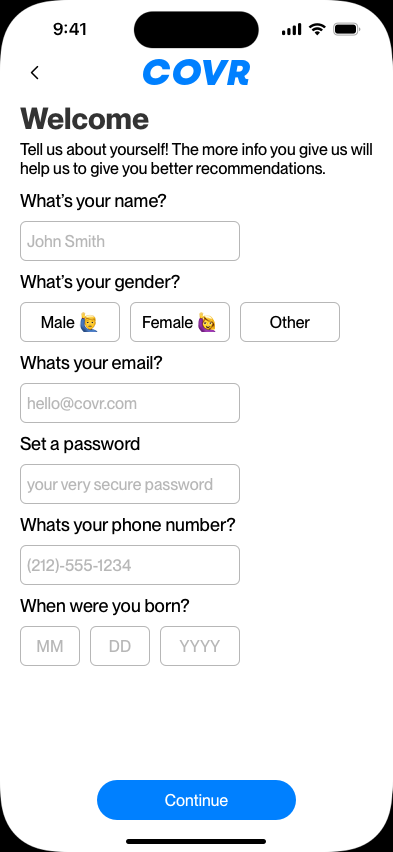 9:41
COVR
Welcome
Tell us about yourself! The more info you give us will
help us to give you better recommendations.
What's your name?
John Smith
What's your gender?
Male 🙋‍♂️ Female 🙋‍♀️ Other
Whats your email?
hello@covr.com
Set a password
your very secure password
Whats your phone number?
(212)-555-1234
When were you born?
MM DD YYYY
Continue